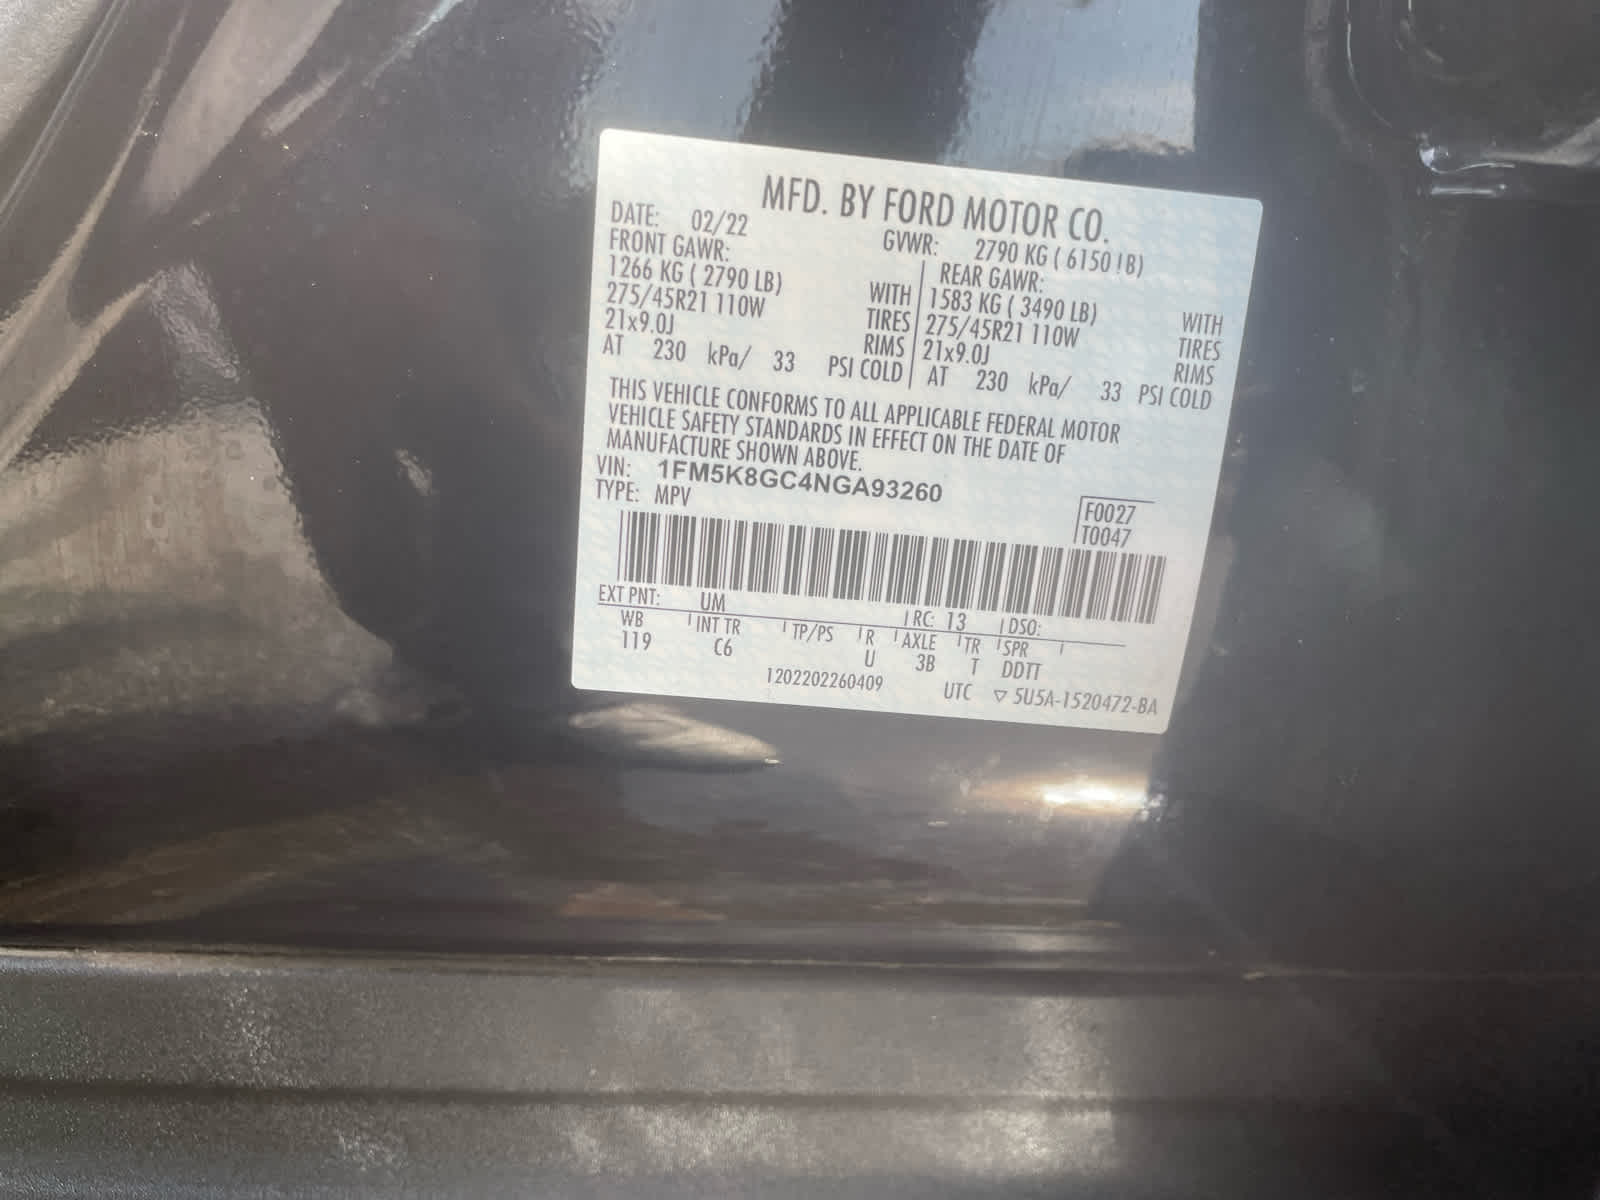 MFD. BY FORD MOTOR CO.
DATE: 02/22 GVWR: 2790 KG ( 6150 LB)
FRONT GAWR: REAR GAWR:
1266 KG ( 2790 LB) WITH 1583 KG ( 3490 LB) WITH
275/45R21 110W TIRES 275/45R21 110W TIRES
21x9.0J RIMS 21x9.0J RIMS
AT 230 kPa/ 33 PSI COLD AT 230 kPa/ 33 PSI COLD
THIS VEHICLE CONFORMS TO ALL APPLICABLE FEDERAL MOTOR
VEHICLE SAFETY STANDARDS IN EFFECT ON THE DATE OF
MANUFACTURE SHOWN ABOVE.
VIN: 1FM5K8GC4NGA93260
TYPE: MPV
F0027
T0047
EXT PNT: UM RC: 13 DSO:
WB INT TR TP/PS R AXLE TR SPR
119 C6 U 3B T DDTT
1202202260409 UTC ▽ 5U5A-1520472-BA